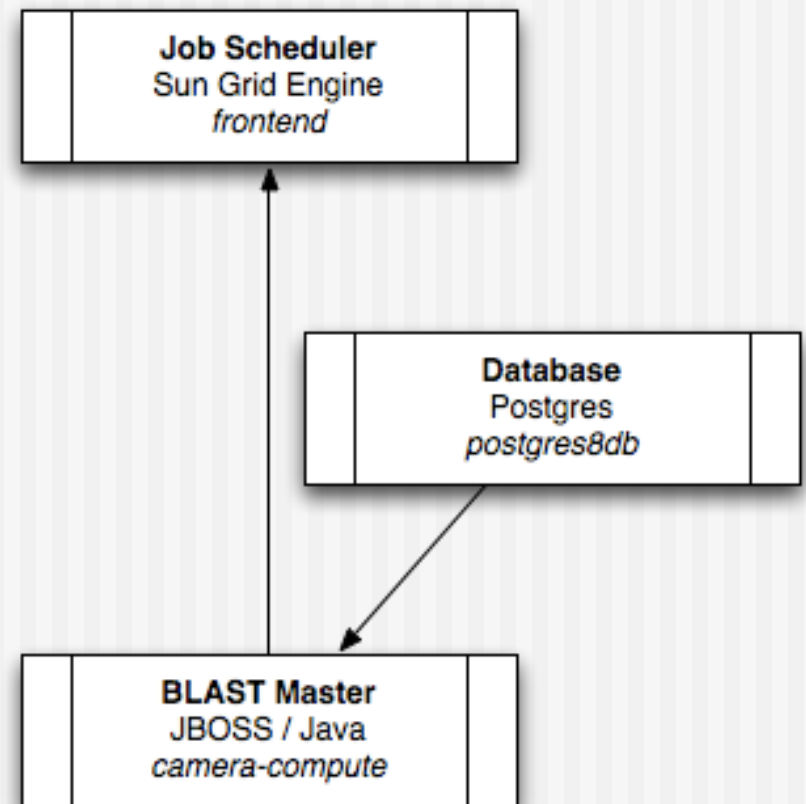 Job Scheduler
Sun Grid Engine
frontend
Database
Postgres
postgres8db
BLAST Master
JBOSS / Java
camera-compute